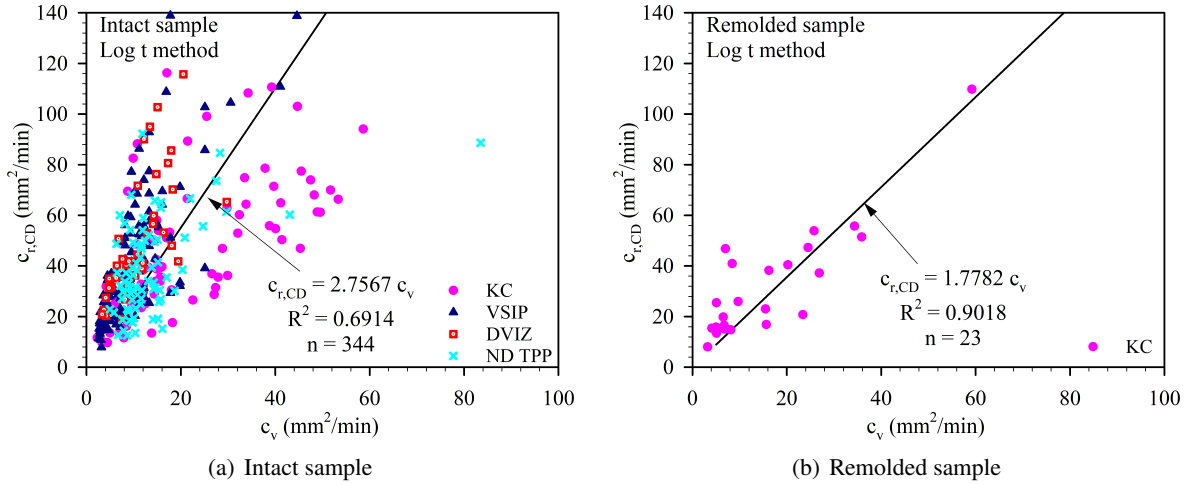 Intact sample
Log t method
c_r,CD (mm²/min)
140
120
100
80
60
40
20
0
c_r,CD = 2.7567 c_v
R² = 0.6914
n = 344
KC
VSIP
DVIZ
ND TPP
0 20 40 60 80 100
c_v (mm²/min)
(a) Intact sample
Remolded sample
Log t method
c_r,CD (mm²/min)
140
120
100
80
60
40
20
0
c_r,CD = 1.7782 c_v
R² = 0.9018
n = 23
KC
0 20 40 60 80 100
c_v (mm²/min)
(b) Remolded sample